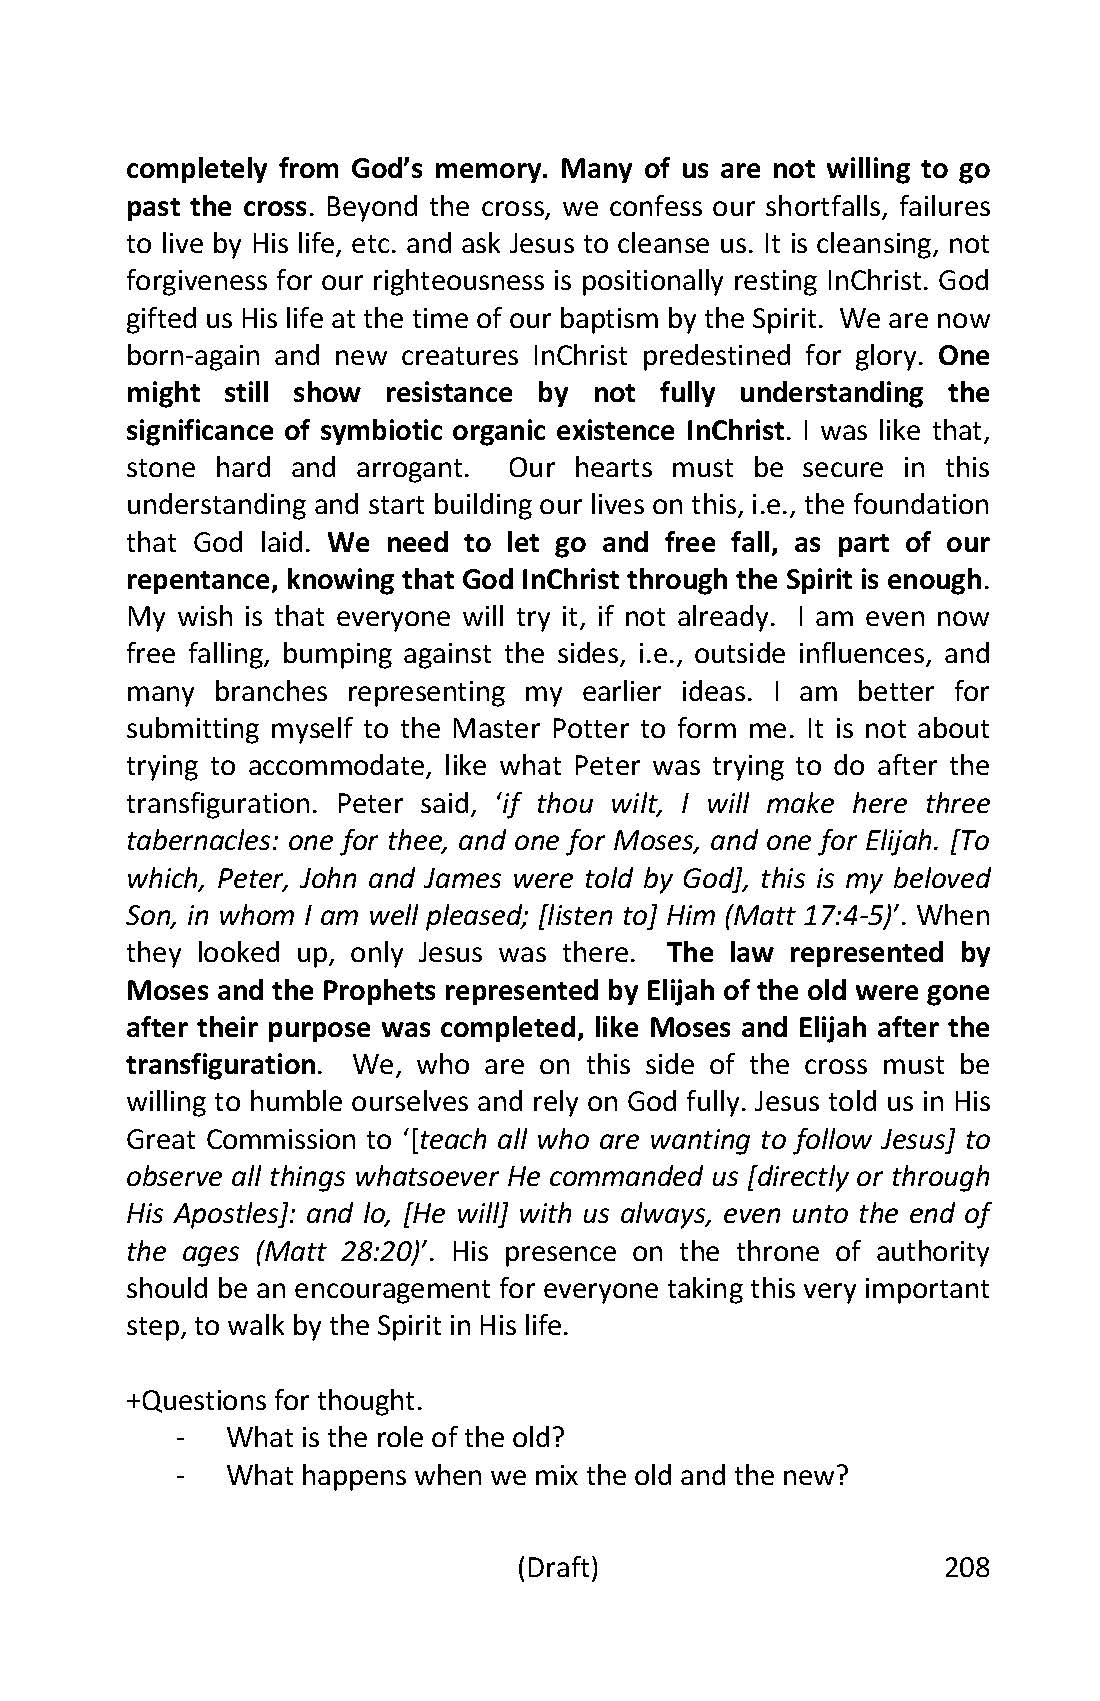 completely from God’s memory. Many of us are not willing to go
past the cross. Beyond the cross, we confess our shortfalls, failures
to live by His life, etc. and ask Jesus to cleanse us. It is cleansing, not
forgiveness for our righteousness is positionally resting InChrist. God
gifted us His life at the time of our baptism by the Spirit.  We are now
born-again and new creatures InChrist predestined for glory. One
might still show resistance by not fully understanding the
significance of symbiotic organic existence InChrist. I was like that,
stone hard and arrogant.  Our hearts must be secure in this
understanding and start building our lives on this, i.e., the foundation
that God laid. We need to let go and free fall, as part of our
repentance, knowing that God InChrist through the Spirit is enough.
My wish is that everyone will try it, if not already.  I am even now
free falling, bumping against the sides, i.e., outside influences, and
many branches representing my earlier ideas. I am better for
submitting myself to the Master Potter to form me. It is not about
trying to accommodate, like what Peter was trying to do after the
transfiguration. Peter said, ‘if thou wilt, I will make here three
tabernacles: one for thee, and one for Moses, and one for Elijah. [To
which, Peter, John and James were told by God], this is my beloved
Son, in whom I am well pleased; [listen to] Him (Matt 17:4-5)’. When
they looked up, only Jesus was there.  The law represented by
Moses and the Prophets represented by Elijah of the old were gone
after their purpose was completed, like Moses and Elijah after the
transfiguration.  We, who are on this side of the cross must be
willing to humble ourselves and rely on God fully. Jesus told us in His
Great Commission to ‘[teach all who are wanting to follow Jesus] to
observe all things whatsoever He commanded us [directly or through
His Apostles]: and lo, [He will] with us always, even unto the end of
the ages (Matt 28:20)’. His presence on the throne of authority
should be an encouragement for everyone taking this very important
step, to walk by the Spirit in His life.
+Questions for thought.
- What is the role of the old?
- What happens when we mix the old and the new?
(Draft) 208